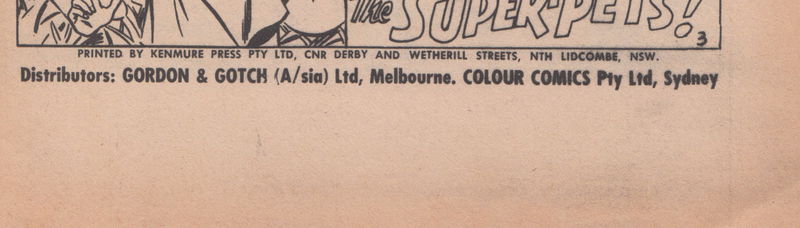 The SUPER-PETS!
3
PRINTED BY KENMURE PRESS PTY LTD, CNR DERBY AND WETHERILL STREETS, NTH LIDCOMBE, NSW.
Distributors: GORDON & GOTCH (A/sia) Ltd, Melbourne. COLOUR COMICS Pty Ltd, Sydney